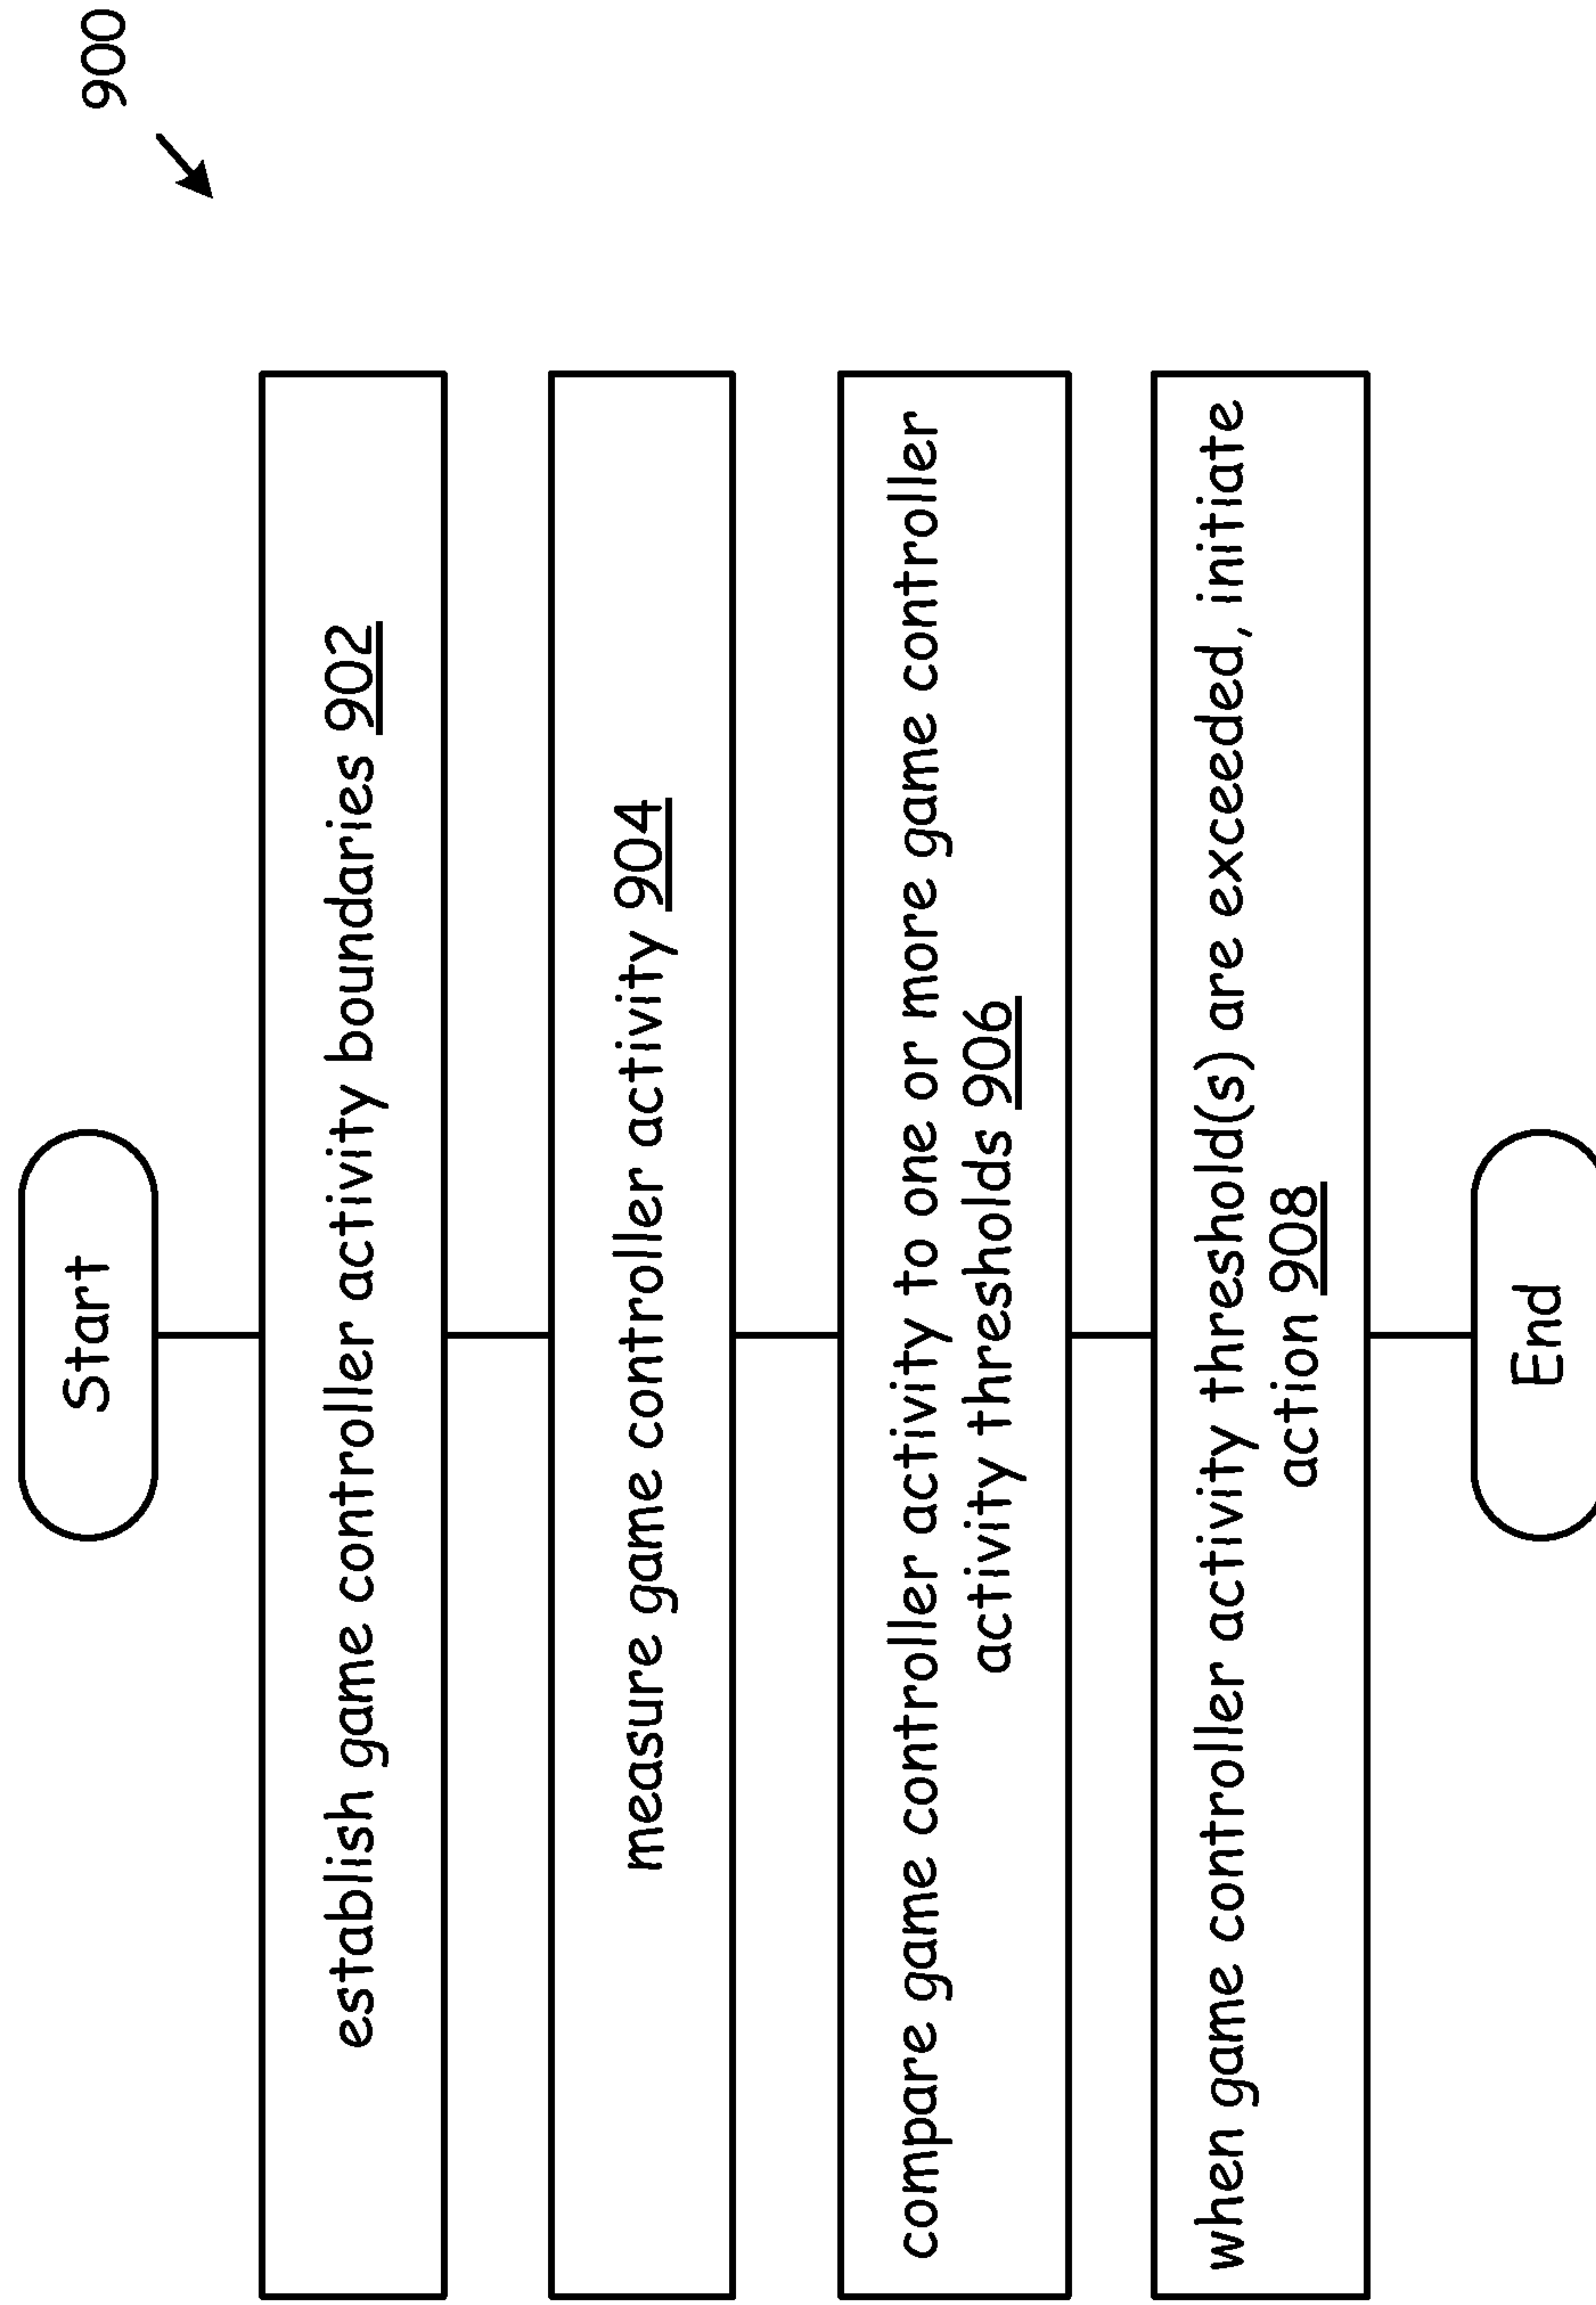 900
Start
establish game controller activity boundaries 902
measure game controller activity 904
compare game controller activity to one or more game controller
activity thresholds 906
when game controller activity threshold(s) are exceeded, initiate
action 908
End